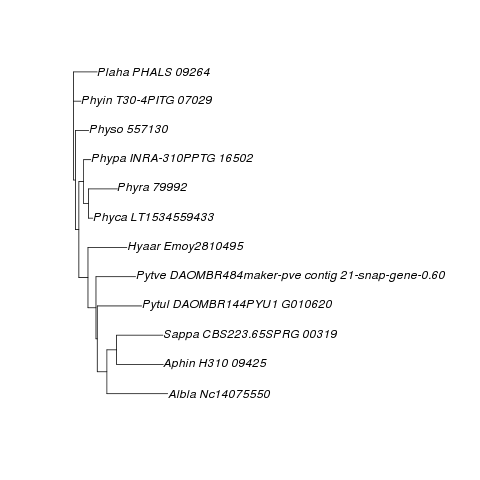 Plaha PHALS 09264
Phyin T30-4PITG 07029
Physo 557130
Phypa INRA-310PPTG 16502
Phyra 79992
Phyca LT1534559433
Hyaar Emoy2810495
Pytve DAOMBR484maker-pve contig 21-snap-gene-0.60
Pytul DAOMBR144PYU1 G010620
Sappa CBS223.65SPRG 00319
Aphin H310 09425
Albla Nc14075550